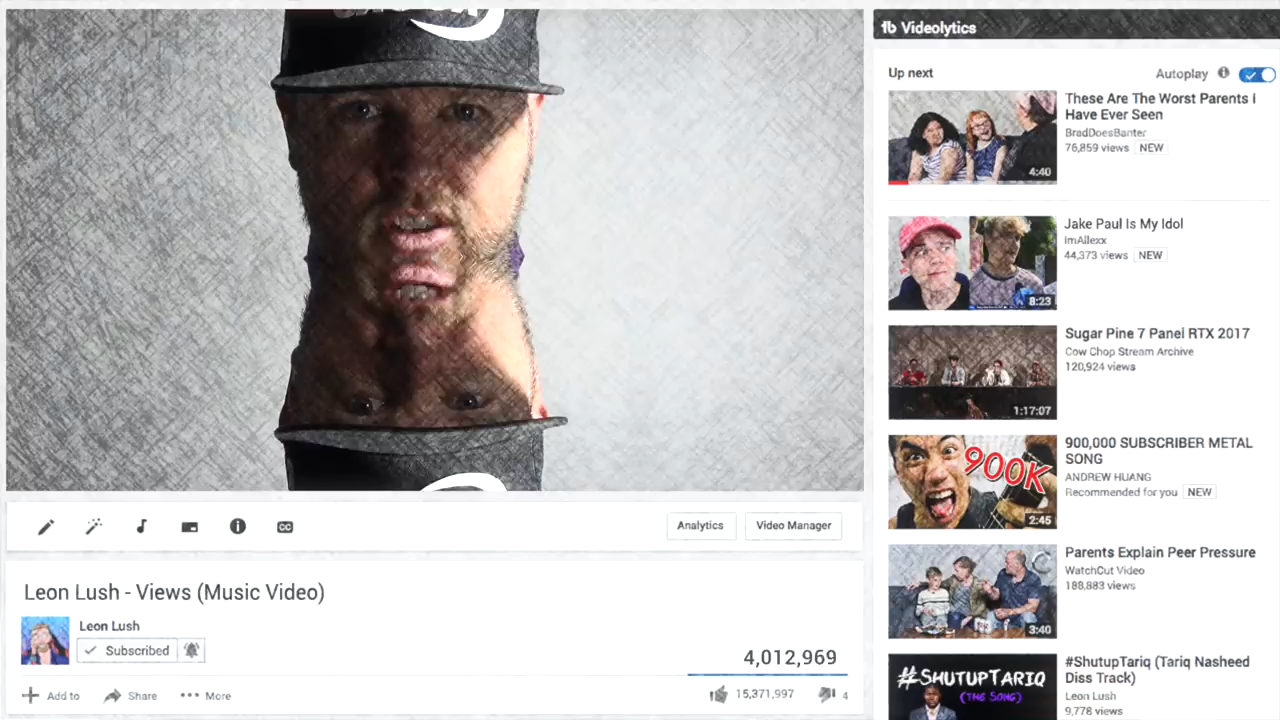 tb Videolytics
Up next
Autoplay
These Are The Worst Parents I
Have Ever Seen
BradDoesBanter
76,859 views NEW
4:40
Jake Paul Is My Idol
ImAllexx
44,373 views NEW
8:23
Sugar Pine 7 Panel RTX 2017
Cow Chop Stream Archive
120,924 views
1:17:07
900,000 SUBSCRIBER METAL
SONG
ANDREW HUANG
Recommended for you NEW
900K
2:45
Parents Explain Peer Pressure
WatchCut Video
188,883 views
3:40
#ShutupTariq (Tariq Nasheed
Diss Track)
Leon Lush
9,778 views
#SHUTUPTARIQ
(THE SONG)
CC
Analytics
Video Manager
Leon Lush - Views (Music Video)
Leon Lush
Subscribed
4,012,969
Add to
Share
More
15,371,997
4